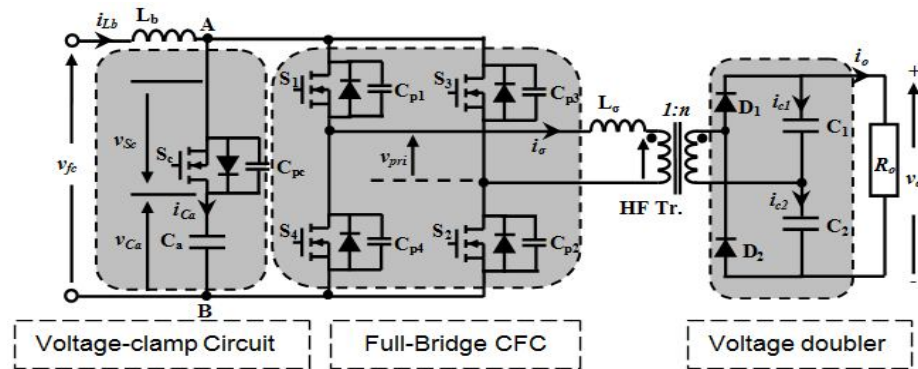 i_Lb L_b A
S_1 C_p1 S_3 C_p3 L_σ 1:n D_1 i_c1 C_1 i_o +
v_Sc v_fc S_c C_pc v_pri i_σ R_o
i_Ca v_Ca C_a S_4 C_p4 S_2 C_p2 HF Tr. i_c2 C_2 D_2
B -
Voltage-clamp Circuit Full-Bridge CFC Voltage doubler